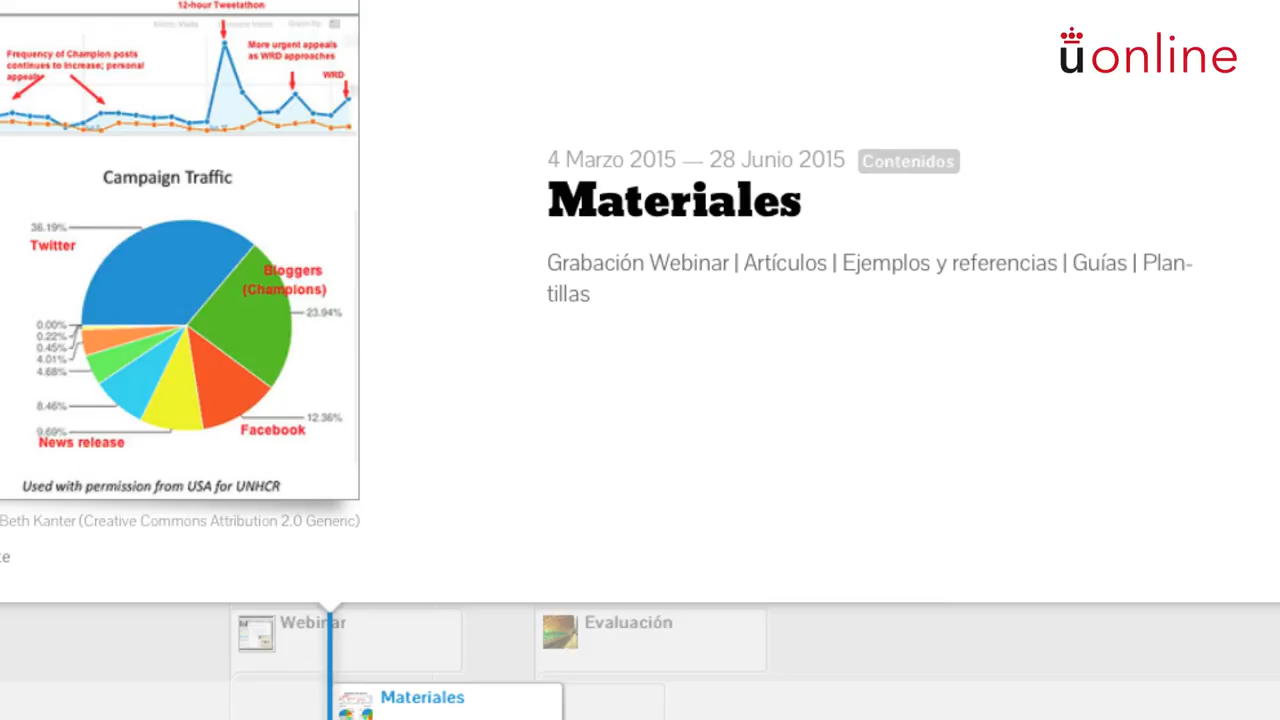 12-hour Tweetathon
Frequency of Champion posts
continues to increase; personal
appeals
More urgent appeals
as WRD approaches
WRD
Campaign Traffic
36.19%
Twitter
Bloggers
(Champions)
23.94%
0.00%
0.22%
0.45%
4.01%
4.68%
8.46%
9.69%
News release
12.36%
Facebook
Used with permission from USA for UNHCR
Beth Kanter (Creative Commons Attribution 2.0 Generic)
uonline
4 Marzo 2015 — 28 Junio 2015 Contenidos
Materiales
Grabación Webinar | Artículos | Ejemplos y referencias | Guías | Plan-
tillas
Webinar
Evaluación
Materiales